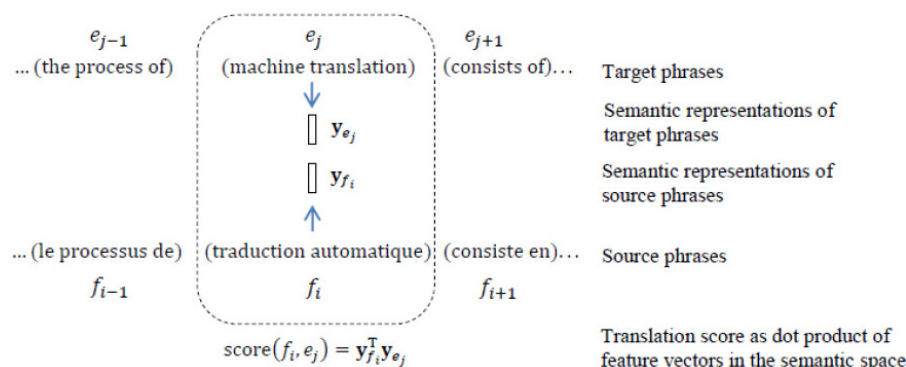 e_{j-1} e_j e_{j+1}
... (the process of) (machine translation) (consists of)... Target phrases
Semantic representations of
target phrases
y_{e_j}
y_{f_i}
Semantic representations of
source phrases
... (le processus de) (traduction automatique) (consiste en)... Source phrases
f_{i-1} f_i f_{i+1}
score(f_i, e_j) = y_{f_i}^T y_{e_j}
Translation score as dot product of
feature vectors in the semantic space